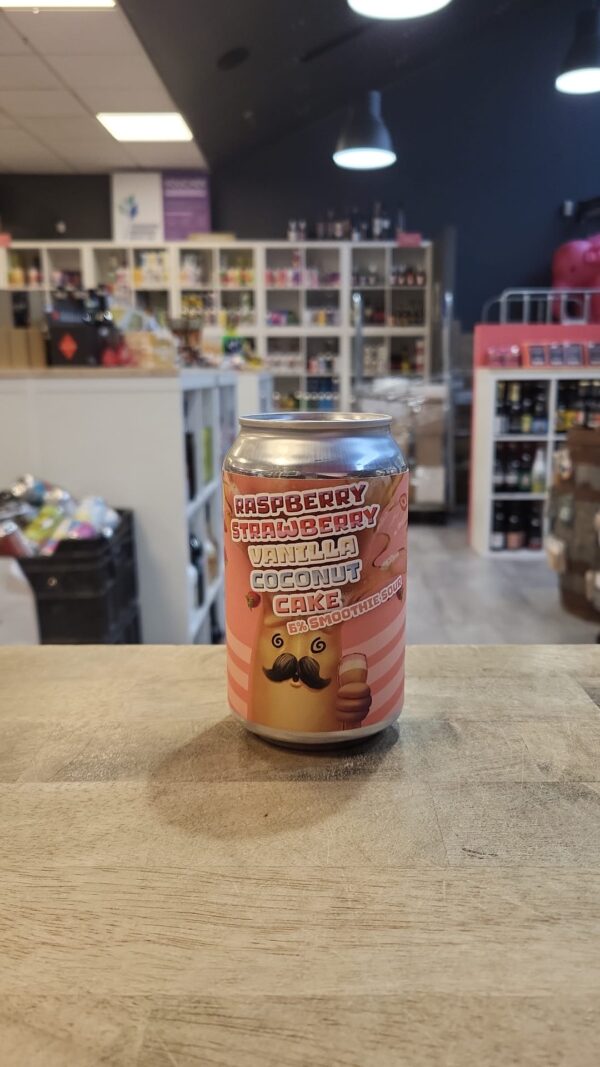 RASPBERRY
STRAWBERRY
VANILLA
COCONUT
CAKE
6% SMOOTHIE SOUR